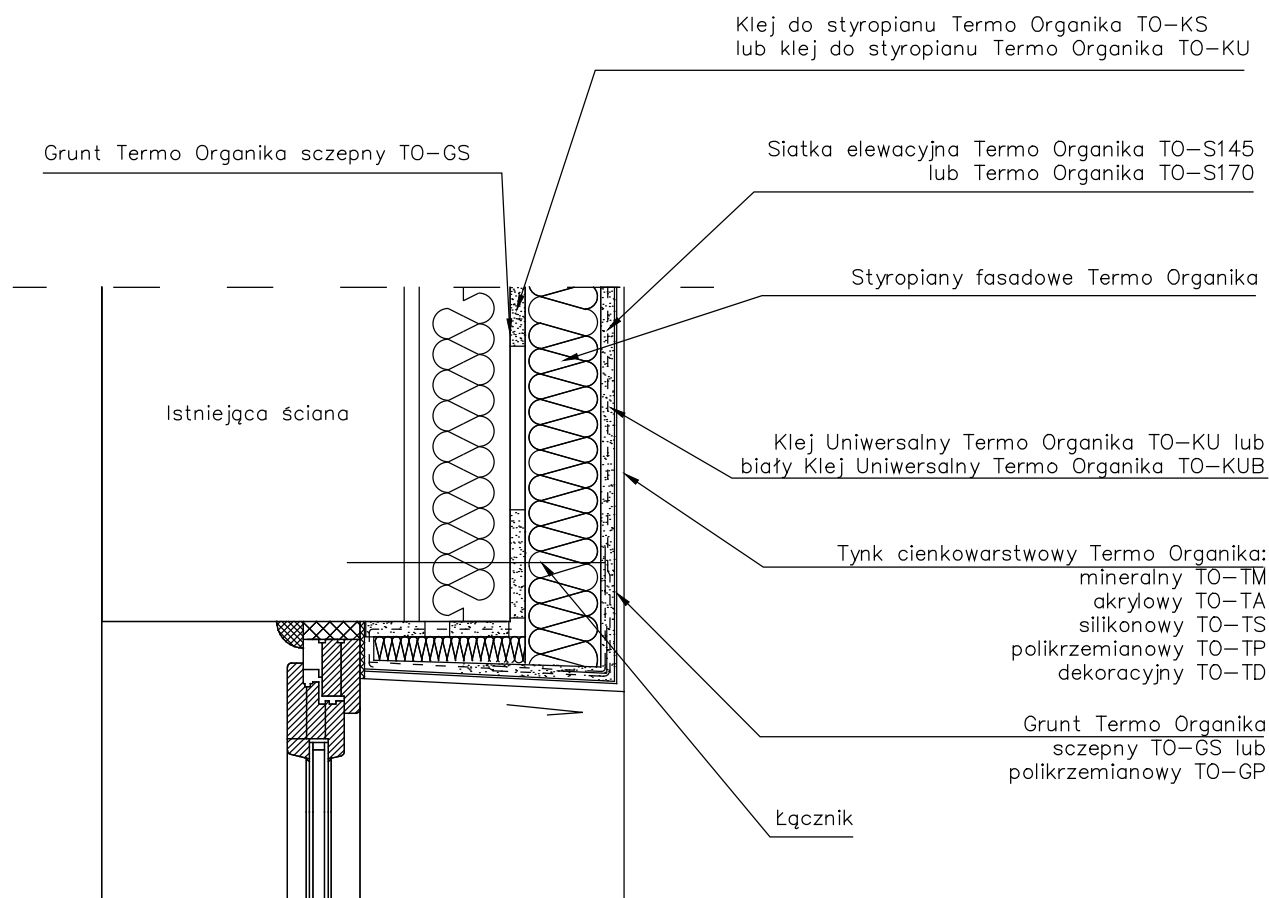 Klej do styropianu Termo Organika TO-KS
lub klej do styropianu Termo Organika TO-KU
Grunt Termo Organika sczepny TO-GS
Siatka elewacyjna Termo Organika TO-S145
lub Termo Organika TO-S170
Styropiany fasadowe Termo Organika
Istniejąca ściana
Klej Uniwersalny Termo Organika TO-KU lub
biały Klej Uniwersalny Termo Organika TO-KUB
Tynk cienkowarstwowy Termo Organika:
mineralny TO-TM
akrylowy TO-TA
silikonowy TO-TS
polikrzemianowy TO-TP
dekoracyjny TO-TD
Grunt Termo Organika
sczepny TO-GS lub
polikrzemianowy TO-GP
Łącznik